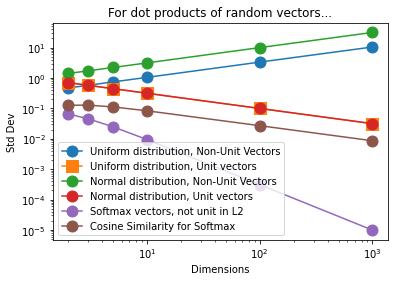 For dot products of random vectors...
Std Dev
10¹
10⁰
10⁻¹
10⁻²
10⁻³
10⁻⁴
10⁻⁵
Uniform distribution, Non-Unit Vectors
Uniform distribution, Unit vectors
Normal distribution, Non-Unit Vectors
Normal distribution, Unit vectors
Softmax vectors, not unit in L2
Cosine Similarity for Softmax
10¹ 10² 10³
Dimensions